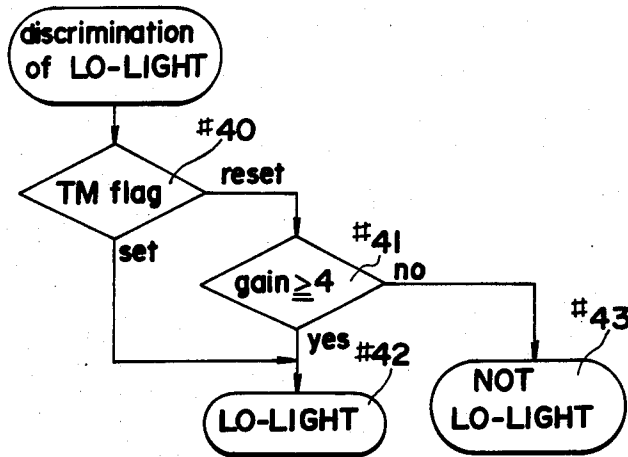 discrimination
of LO-LIGHT
#40
TM flag
reset
set
#41
gain ≥ 4
no
yes
#42
#43
LO-LIGHT
NOT
LO-LIGHT